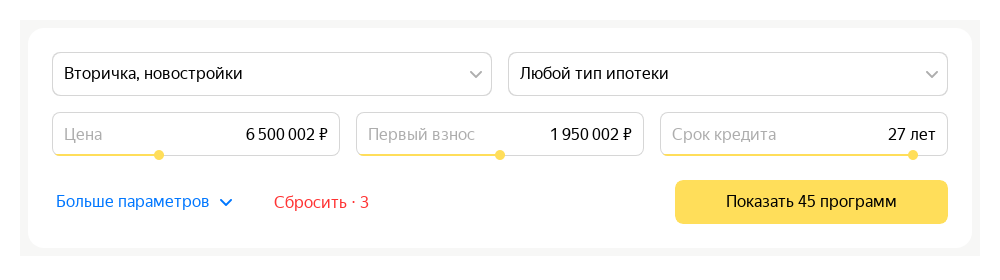 Вторичка, новостройки Любой тип ипотеки
Цена 6 500 002 ₽ Первый взнос 1 950 002 ₽ Срок кредита 27 лет
Больше параметров Сбросить · 3 Показать 45 программ